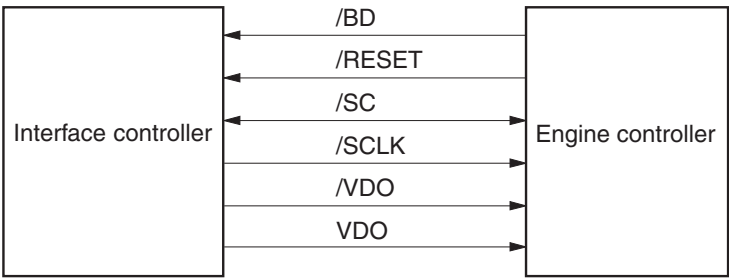 /BD
/RESET
/SC
Interface controller
Engine controller
/SCLK
/VDO
VDO